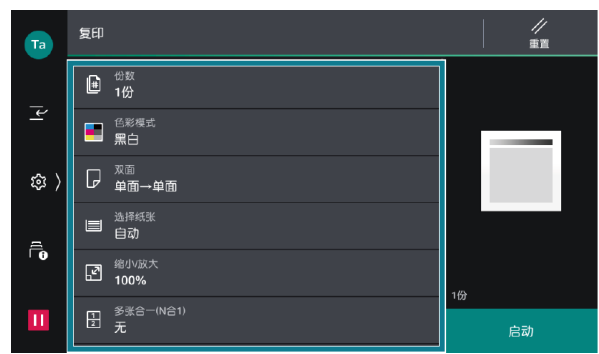 Ta
复印
重置
份数
1份
色彩模式
黑白
双面
单面→单面
选择纸张
自动
缩小\/放大
100%
多张合一(N合1)
无
1
2
1份
启动